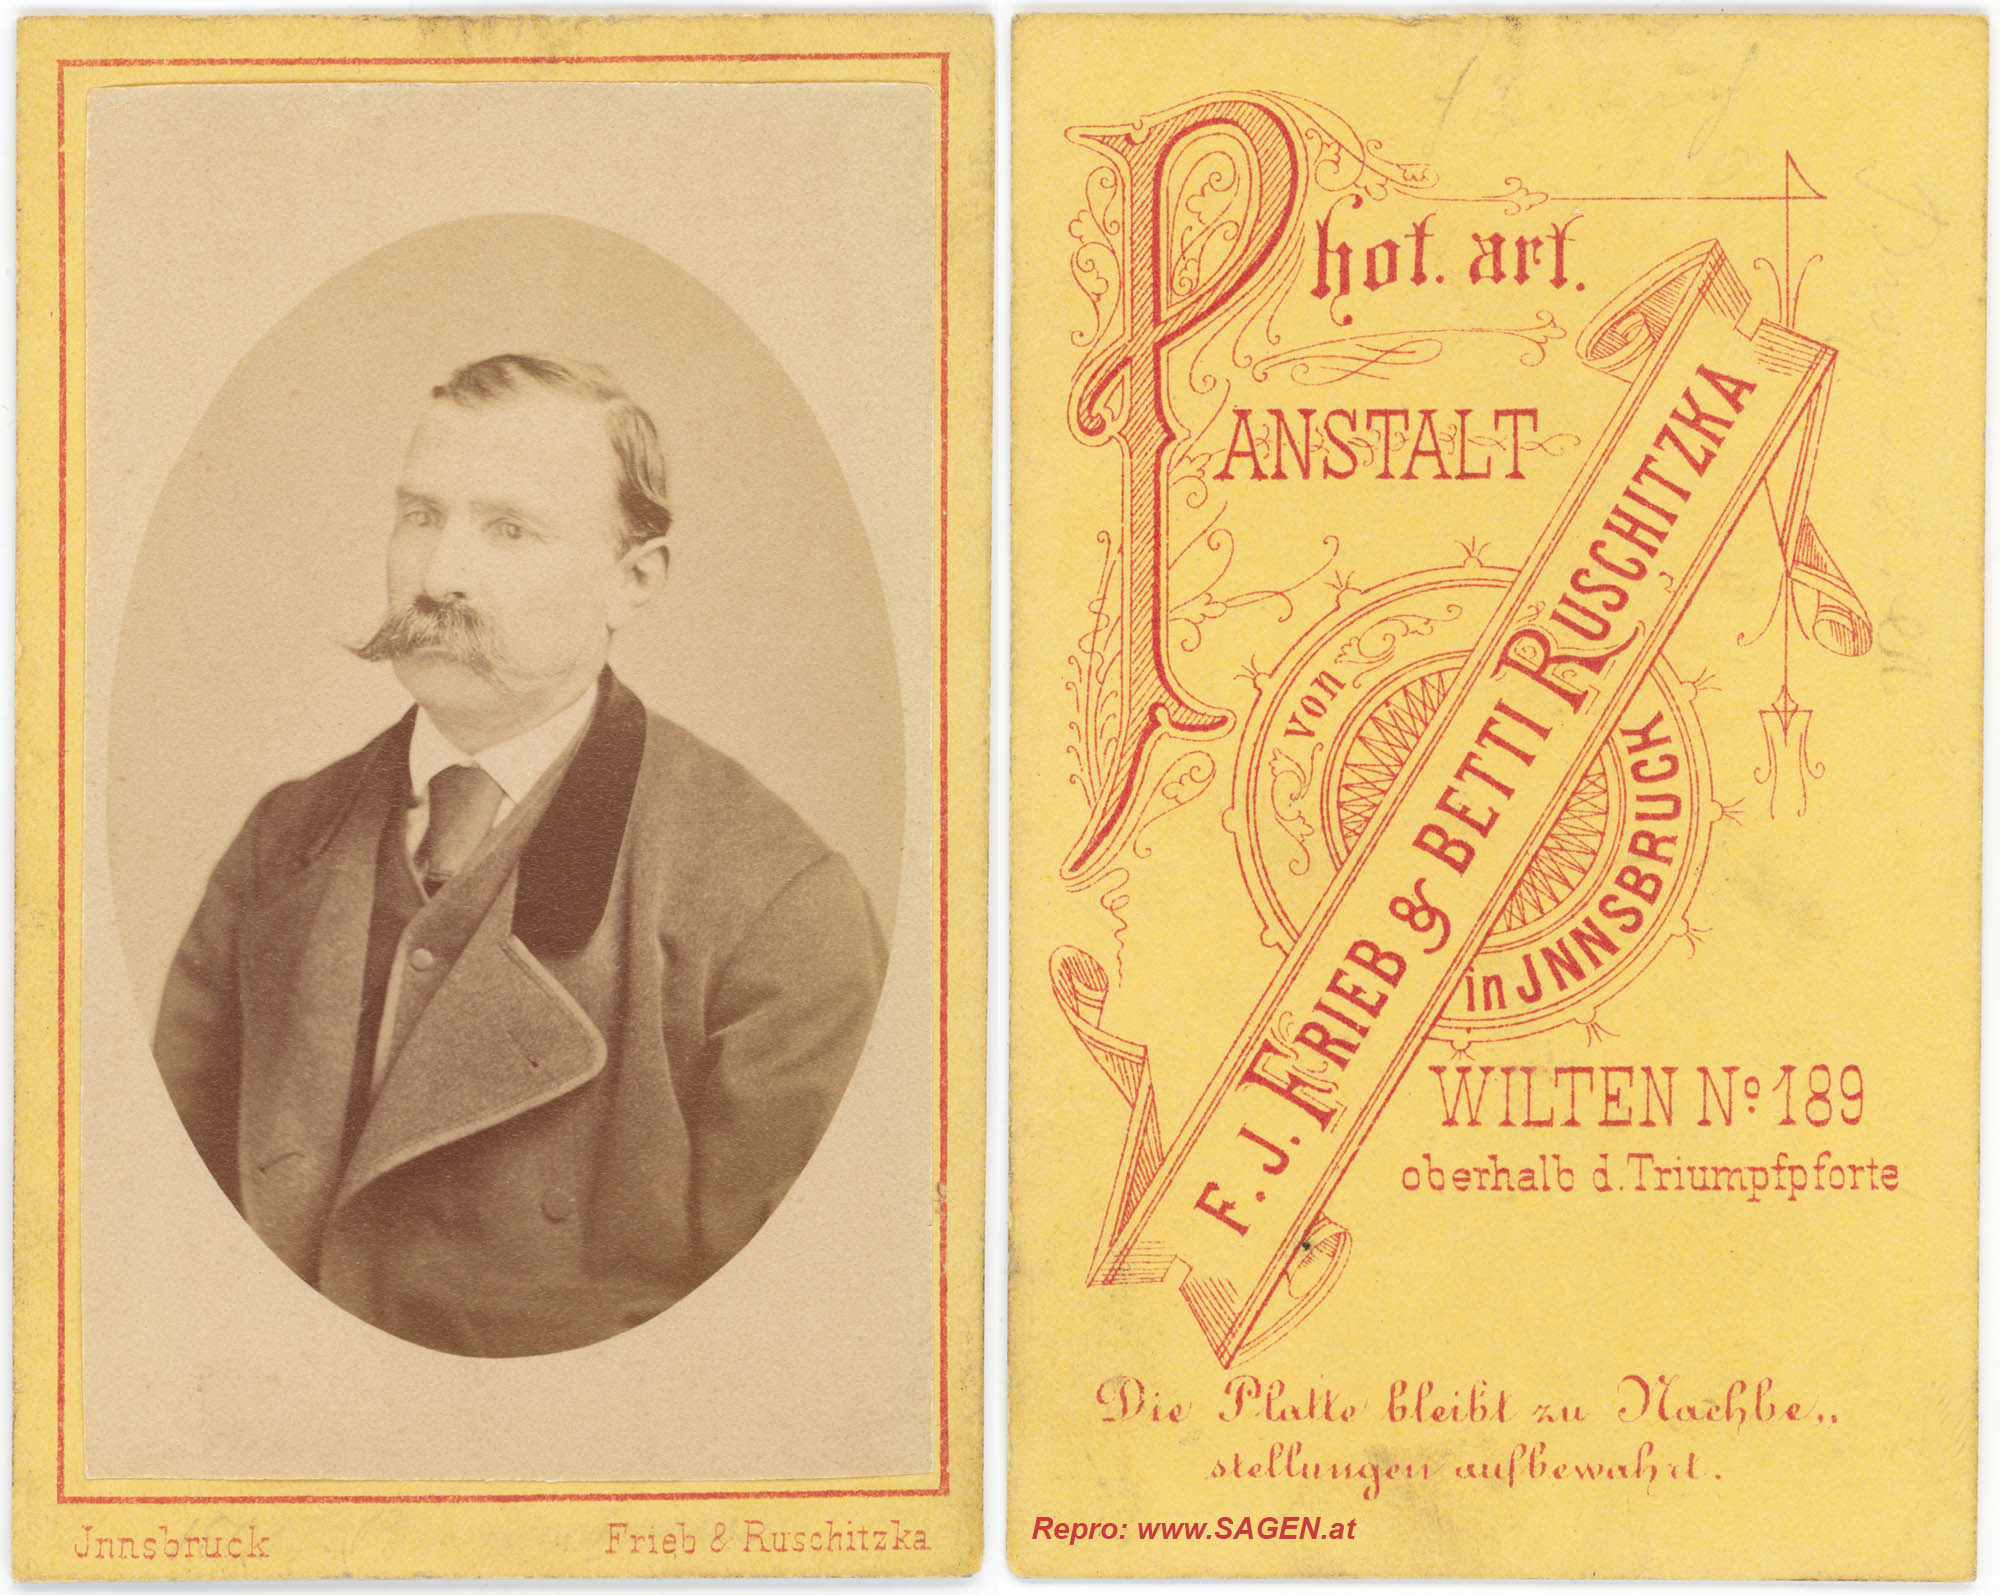 Jnnsbruck
Frieb & Ruschitzka
Phot. art.
ANSTALT
von
F. J. FRIEB & BETTI RUSCHITZKA
in JNNSBRUCK
WILTEN No. 189
oberhalb d. Triumpfpforte
Die Platte bleibt zu Nachbe„
stellungen aufbewahrt.
Repro: www.SAGEN.at